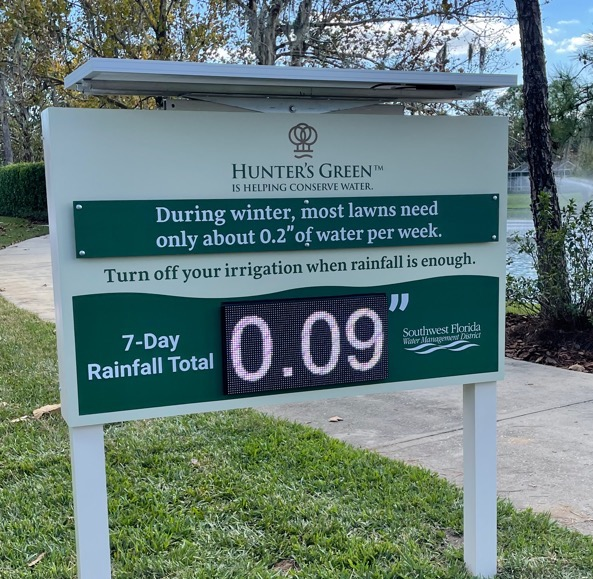 HUNTER'S GREEN™
IS HELPING CONSERVE WATER.
During winter, most lawns need
only about 0.2" of water per week.
Turn off your irrigation when rainfall is enough.
7-Day
Rainfall Total
0.09"
Southwest Florida
Water Management District